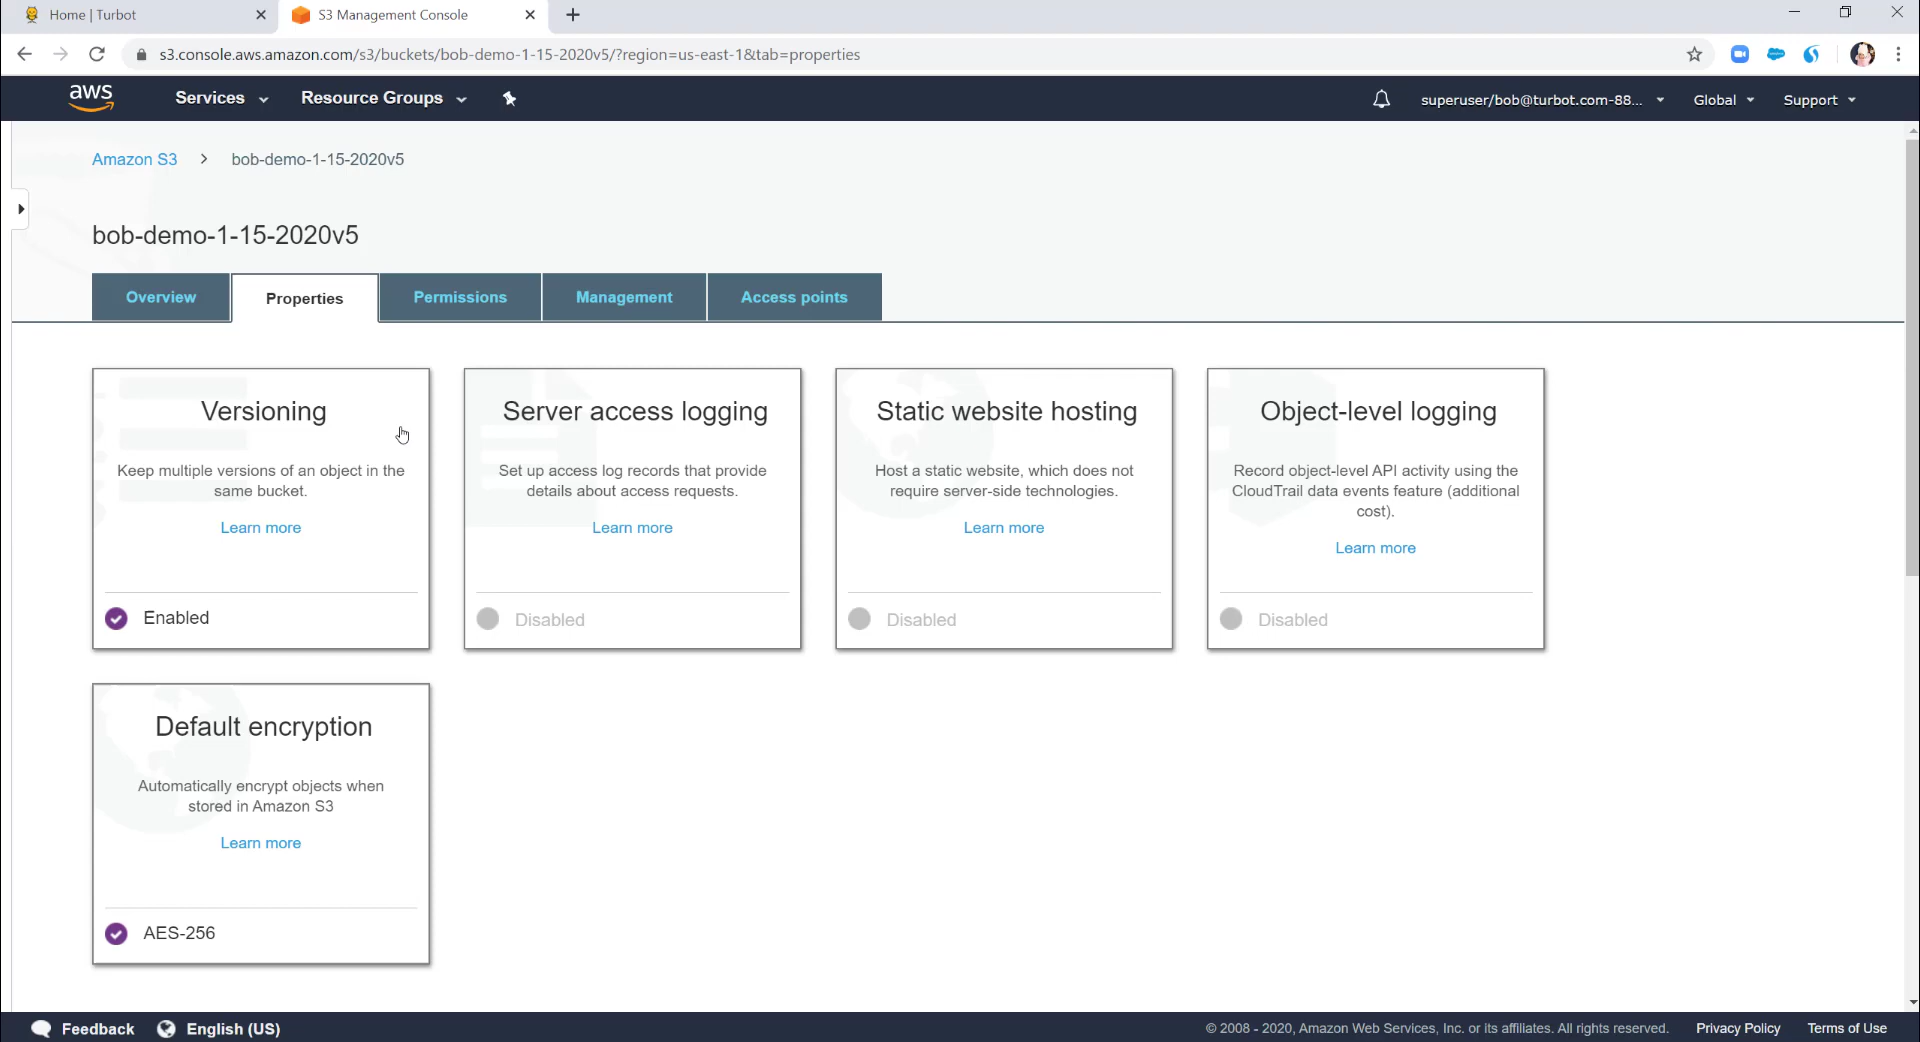 Home | Turbot
S3 Management Console
s3.console.aws.amazon.com/s3/buckets/bob-demo-1-15-2020v5/?region=us-east-1&tab=properties
aws
Services
Resource Groups
superuser/bob@turbot.com-88...
Global
Support
Amazon S3
bob-demo-1-15-2020v5
bob-demo-1-15-2020v5
Overview
Properties
Permissions
Management
Access points
Versioning
Keep multiple versions of an object in the
same bucket.
Learn more
Enabled
Server access logging
Set up access log records that provide
details about access requests.
Learn more
Disabled
Static website hosting
Host a static website, which does not
require server-side technologies.
Learn more
Disabled
Object-level logging
Record object-level API activity using the
CloudTrail data events feature (additional
cost).
Learn more
Disabled
Default encryption
Automatically encrypt objects when
stored in Amazon S3
Learn more
AES-256
Feedback
English (US)
© 2008 - 2020, Amazon Web Services, Inc. or its affiliates. All rights reserved.
Privacy Policy
Terms of Use